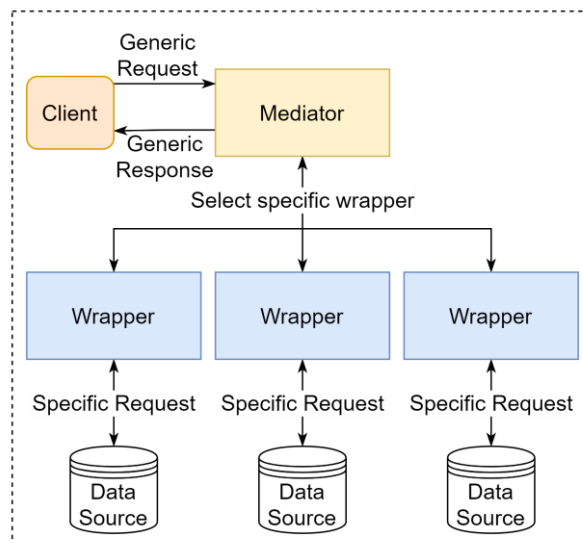 Generic
Request
Client
Mediator
Generic
Response
Select specific wrapper
Wrapper
Wrapper
Wrapper
Specific Request
Specific Request
Specific Request
Data
Source
Data
Source
Data
Source